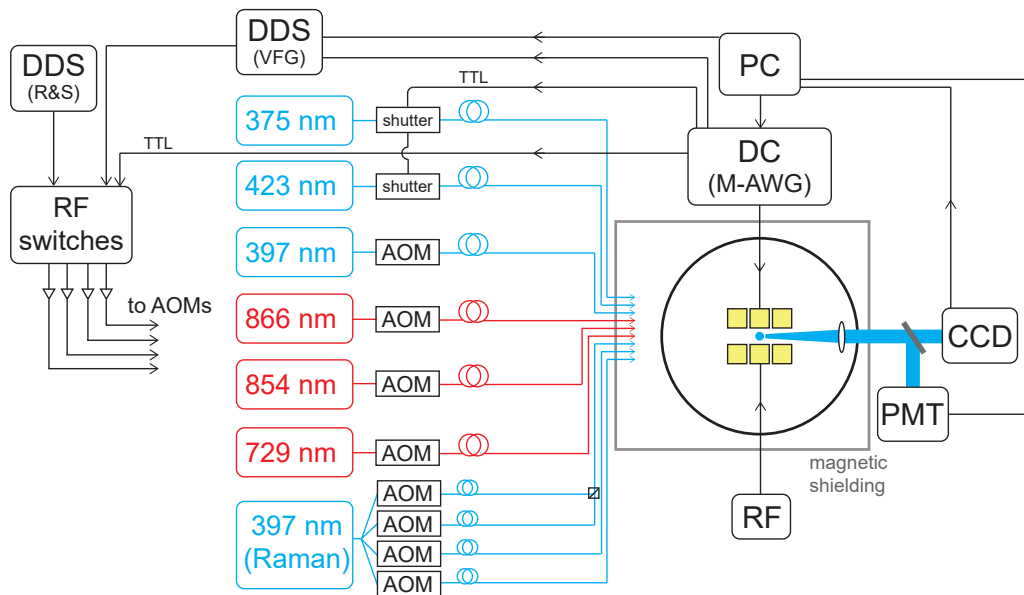 DDS
(R&S)
DDS
(VFG)
PC
TTL
TTL
DC
(M-AWG)
375 nm
shutter
423 nm
shutter
RF
switches
to AOMs
397 nm
AOM
866 nm
AOM
854 nm
AOM
729 nm
AOM
397 nm
(Raman)
AOM
AOM
AOM
AOM
CCD
PMT
magnetic
shielding
RF